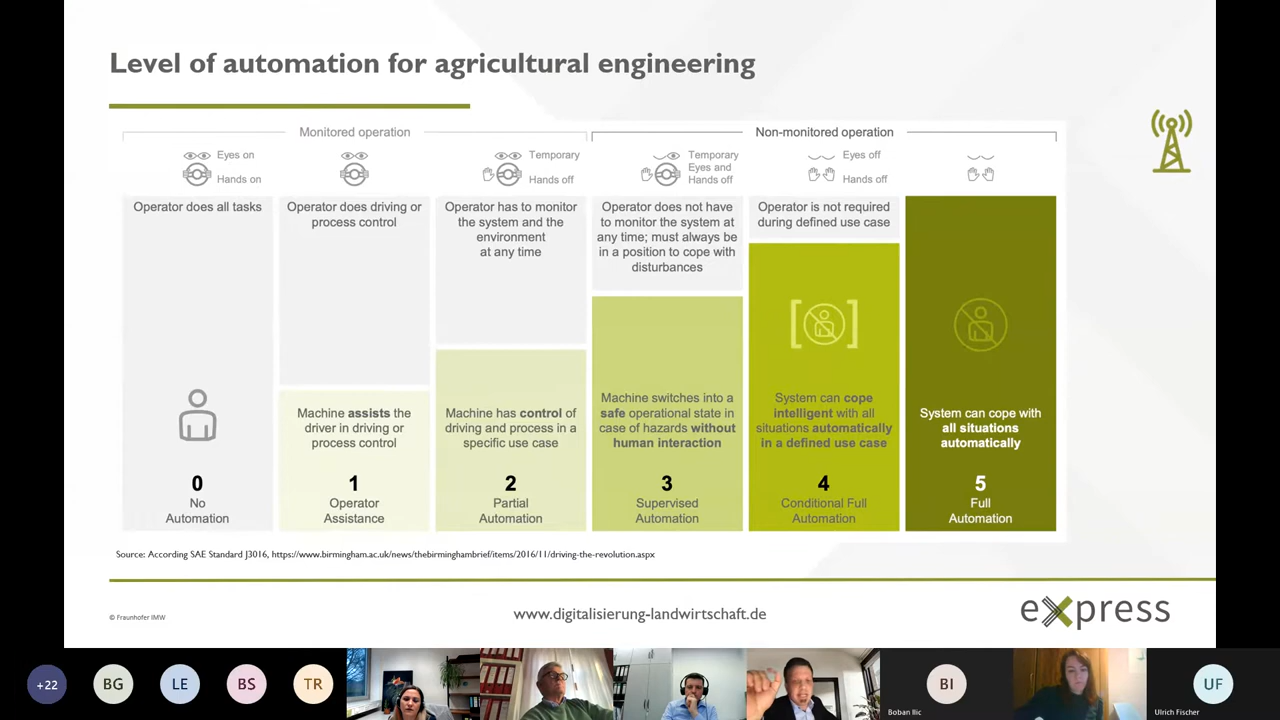 Level of automation for agricultural engineering
Monitored operation
Non-monitored operation
Eyes on
Hands on
Temporary
Hands off
Temporary
Eyes and
Hands off
Eyes off
Hands off
Operator does all tasks
Operator does driving or
process control
Operator has to monitor
the system and the
environment
at any time
Operator does not have
to monitor the system at
any time; must always be
in a position to cope with
disturbances
Operator is not required
during defined use case
Machine assists the
driver in driving or
process control
Machine has control of
driving and process in a
specific use case
Machine switches into a
safe operational state in
case of hazards without
human interaction
System can cope
intelligent with all
situations automatically
in a defined use case
System can cope with
all situations
automatically
0
No
Automation
1
Operator
Assistance
2
Partial
Automation
3
Supervised
Automation
4
Conditional Full
Automation
5
Full
Automation
Source: According SAE Standard J3016, https://www.birmingham.ac.uk/news/thebirminghambrief/items/2016/11/driving-the-revolution.aspx
© Fraunhofer IMW
www.digitalisierung-landwirtschaft.de
express
+22
BG
LE
BS
TR
BI
Boban Ilic
UF
Ulrich Fischer